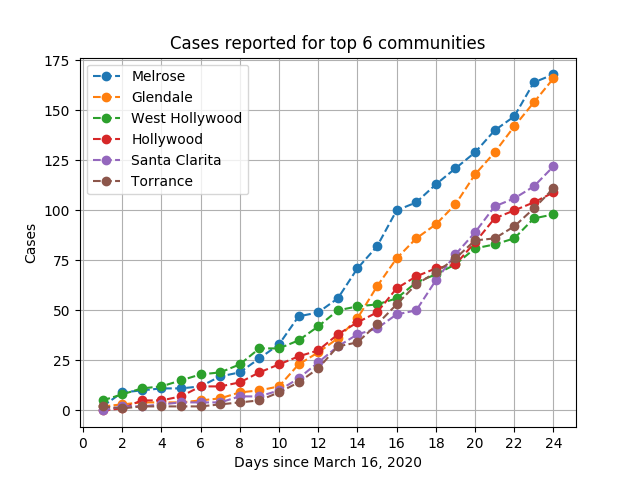 Cases reported for top 6 communities
175
150
125
100
75
50
25
0
Cases
Melrose
Glendale
West Hollywood
Hollywood
Santa Clarita
Torrance
0 2 4 6 8 10 12 14 16 18 20 22 24
Days since March 16, 2020